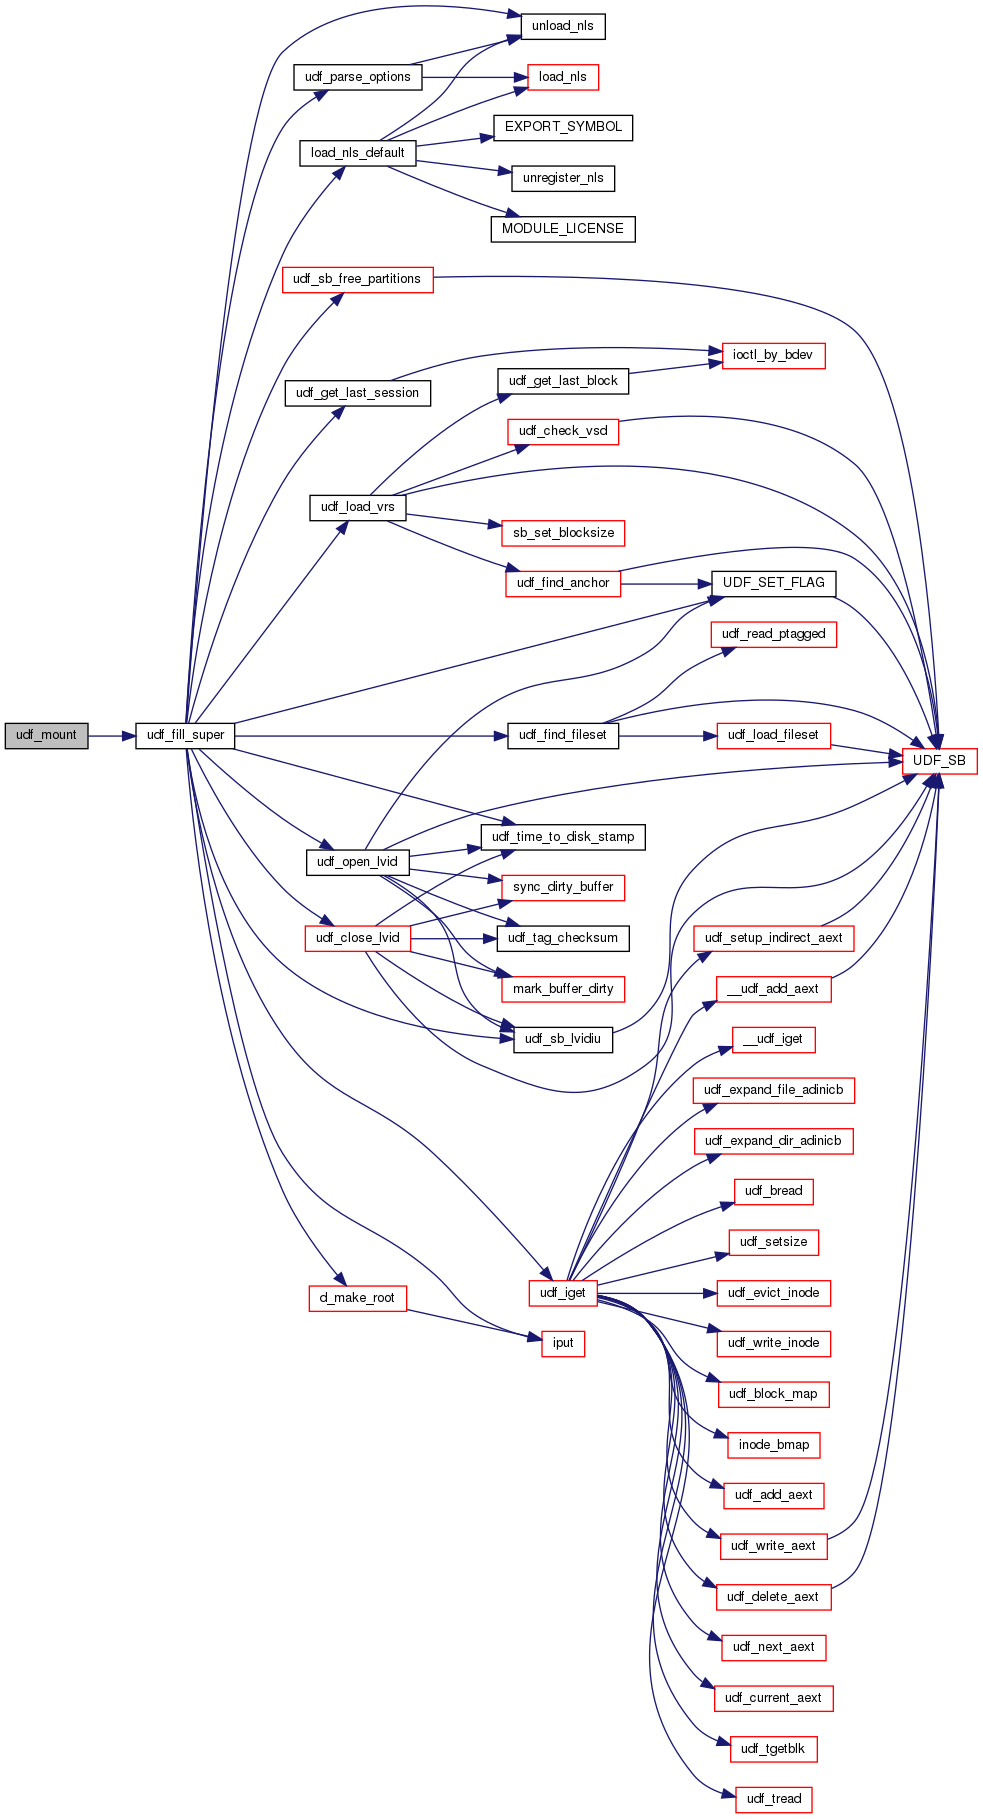 unload_nls
udf_parse_options
load_nls
EXPORT_SYMBOL
load_nls_default
unregister_nls
MODULE_LICENSE
udf_sb_free_partitions
ioctl_by_bdev
udf_get_last_block
udf_get_last_session
udf_check_vsd
udf_load_vrs
sb_set_blocksize
udf_find_anchor
UDF_SET_FLAG
udf_read_ptagged
udf_mount
udf_fill_super
udf_find_fileset
udf_load_fileset
UDF_SB
udf_time_to_disk_stamp
udf_open_lvid
sync_dirty_buffer
udf_close_lvid
udf_tag_checksum
udf_setup_indirect_aext
mark_buffer_dirty
__udf_add_aext
udf_sb_lvidiu
__udf_iget
udf_expand_file_adinicb
udf_expand_dir_adinicb
udf_bread
udf_setsize
udf_iget
udf_evict_inode
d_make_root
iput
udf_write_inode
udf_block_map
inode_bmap
udf_add_aext
udf_write_aext
udf_delete_aext
udf_next_aext
udf_current_aext
udf_tgetblk
udf_tread